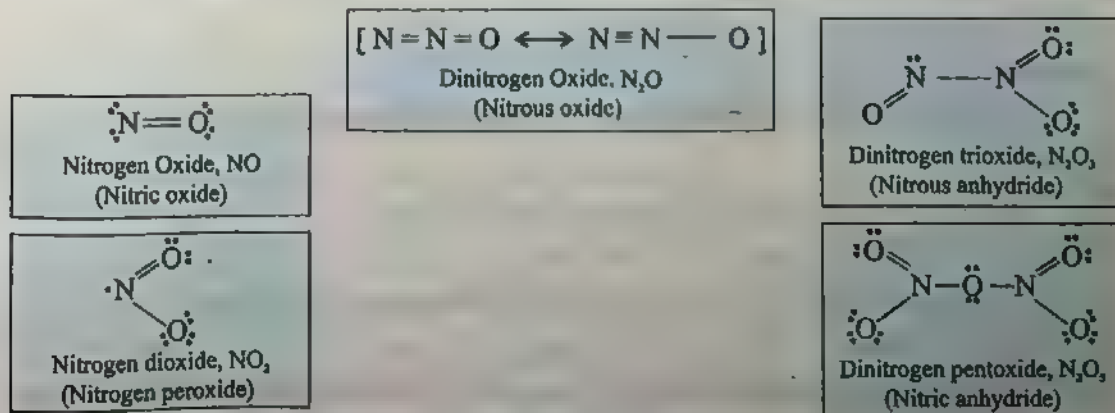 [ N = N = O ⟷ N ≡ N — O ]
Dinitrogen Oxide, N₂O
(Nitrous oxide)
N = O
Nitrogen Oxide, NO
(Nitric oxide)
O
N
O
Nitrogen dioxide, NO₂
(Nitrogen peroxide)
O
N — N
O
O
Dinitrogen trioxide, N₂O₃
(Nitrous anhydride)
O
O
N — O — N
O
O
Dinitrogen pentoxide, N₂O₅
(Nitric anhydride)